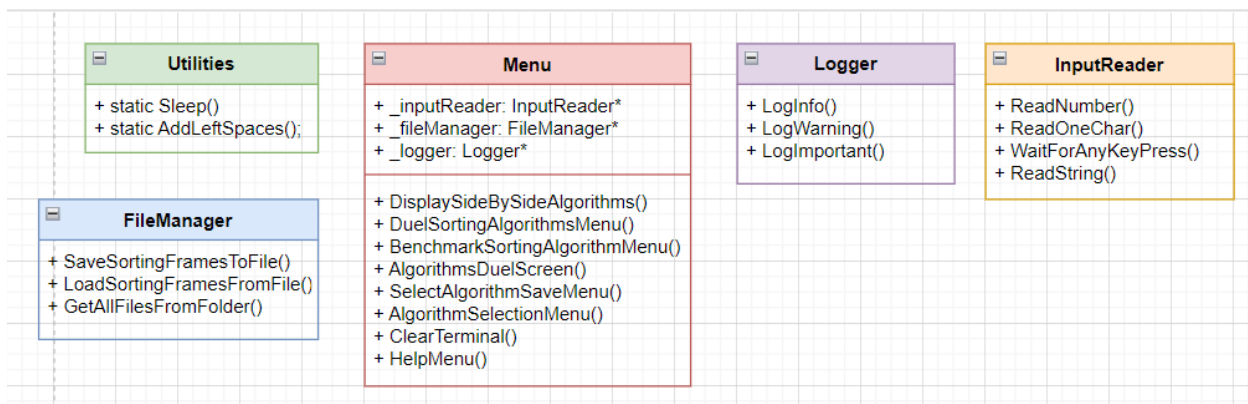 Utilities
+ static Sleep()
+ static AddLeftSpaces();
FileManager
+ SaveSortingFramesToFile()
+ LoadSortingFramesFromFile()
+ GetAllFilesFromFolder()
Menu
+ _inputReader: InputReader*
+ _fileManager: FileManager*
+ _logger: Logger*
+ DisplaySideBySideAlgorithms()
+ DuelSortingAlgorithmsMenu()
+ BenchmarkSortingAlgorithmMenu()
+ AlgorithmsDuelScreen()
+ SelectAlgorithmSaveMenu()
+ AlgorithmSelectionMenu()
+ ClearTerminal()
+ HelpMenu()
Logger
+ LogInfo()
+ LogWarning()
+ LogImportant()
InputReader
+ ReadNumber()
+ ReadOneChar()
+ WaitForAnyKeyPress()
+ ReadString()